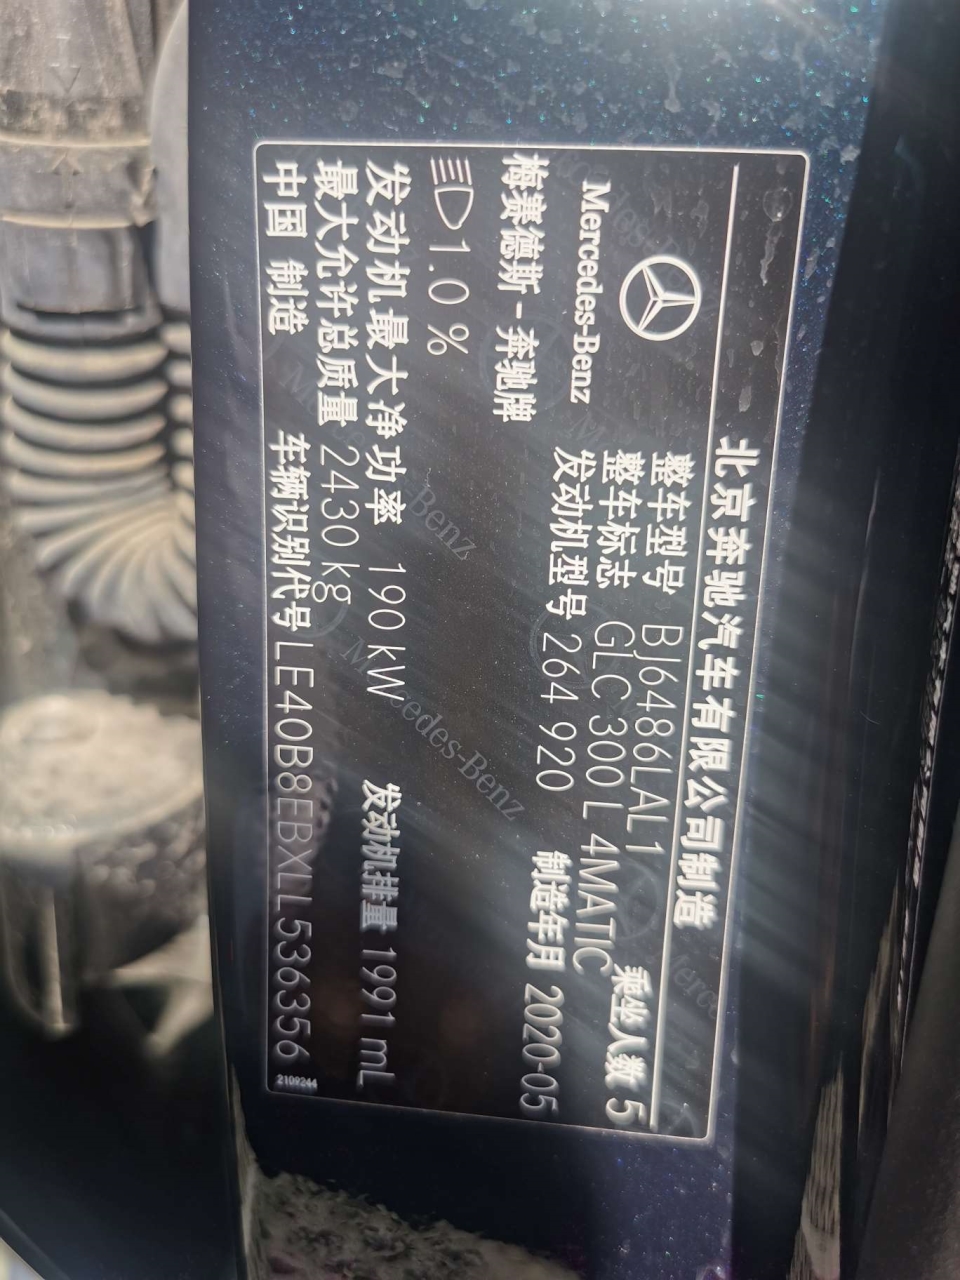 北京奔驰汽车有限公司制造
整车型号 BJ6486LAL1 乘坐人数 5
整车标志 GLC 300 L 4MATIC
Mercedes-Benz 发动机型号 264 920 制造年月 2020-05
梅赛德斯-奔驰牌
1.0 %
发动机最大净功率 190 kW 发动机排量 1991 mL
最大允许总质量 2430 kg
中国 制造 车辆识别代号 LE40B8EBXLL536356
2109244